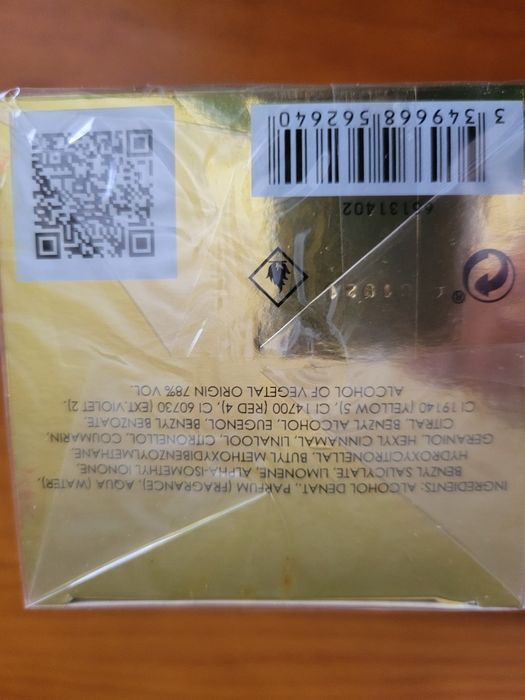 INGREDIENTS: ALCOHOL DENAT., PARFUM (FRAGRANCE), AQUA (WATER),
BENZYL SALICYLATE, LIMONENE, ALPHA-ISOMETHYL IONONE,
HYDROXYCITRONELLAL, BUTYL METHOXYDIBENZOYLMETHANE,
GERANIOL, HEXYL CINNAMAL, LINALOOL, CITRONELLOL, COUMARIN,
CITRAL, BENZYL ALCOHOL, EUGENOL, BENZYL BENZOATE,
CI 19140 (YELLOW 5), CI 14700 (RED 4), CI 60730 (EXT.VIOLET 2).
ALCOHOL OF VEGETAL ORIGIN 78% VOL.
®
65131402
3 349668 562640